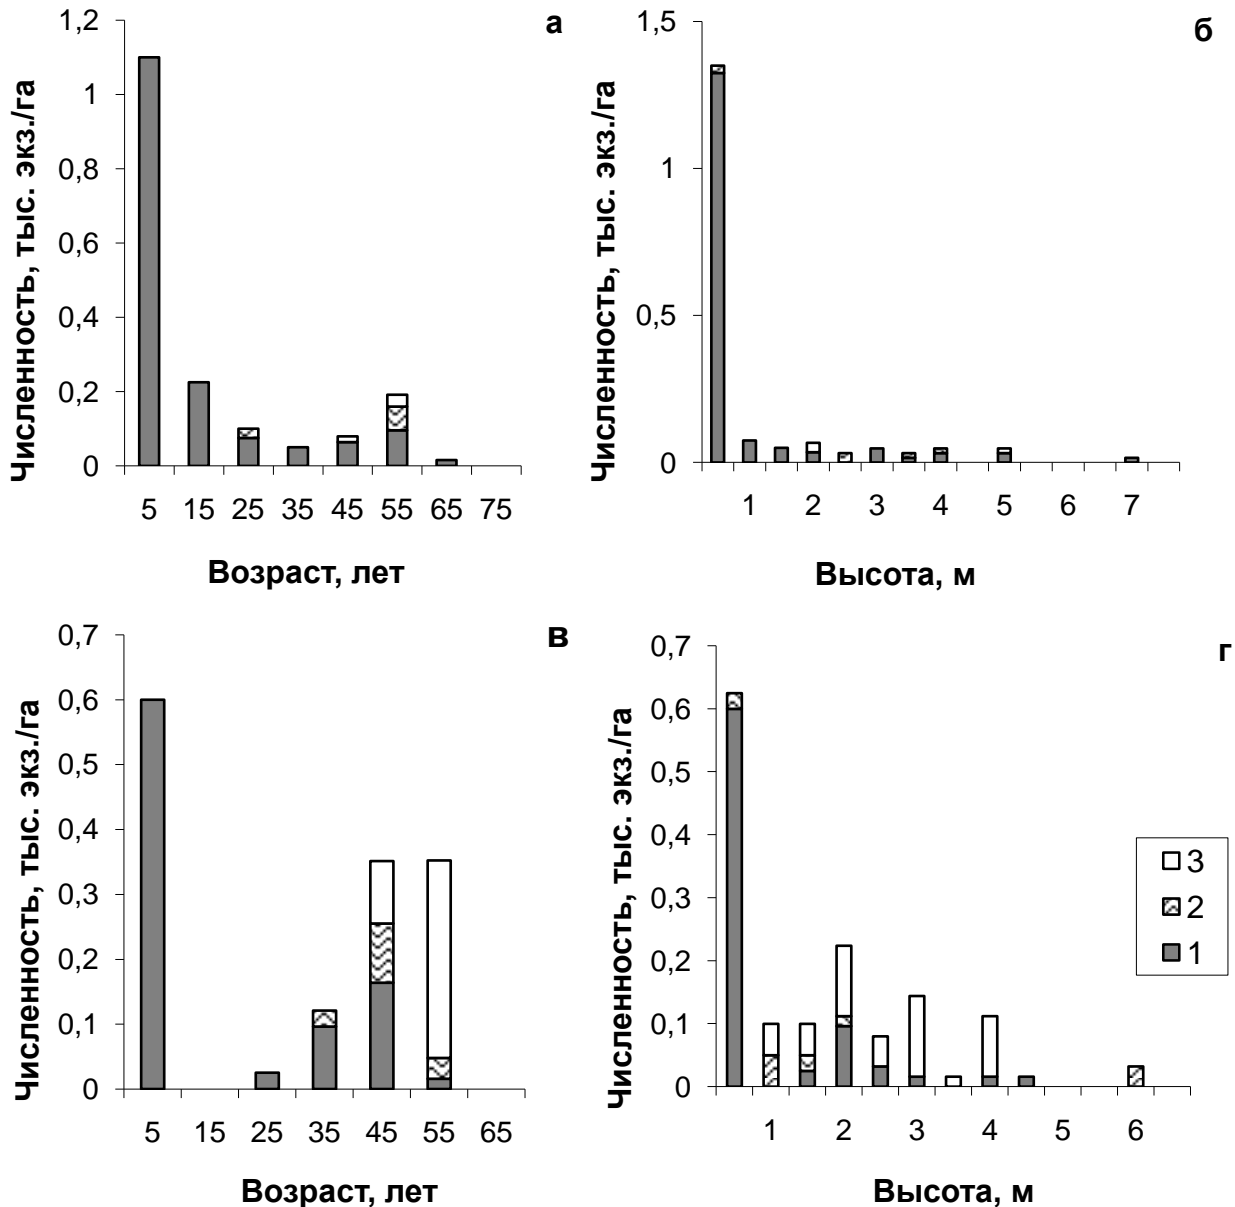 а
Численность, тыс. экз./га
1,2
1
0,8
0,6
0,4
0,2
0
5 15 25 35 45 55 65 75
Возраст, лет
б
Численность, тыс. экз./га
1,5
1
0,5
0
1 2 3 4 5 6 7
Высота, м
в
Численность, тыс. экз./га
0,7
0,6
0,5
0,4
0,3
0,2
0,1
0
5 15 25 35 45 55 65
Возраст, лет
г
Численность, тыс. экз./га
0,7
0,6
0,5
0,4
0,3
0,2
0,1
0
1 2 3 4 5 6
Высота, м
3
2
1